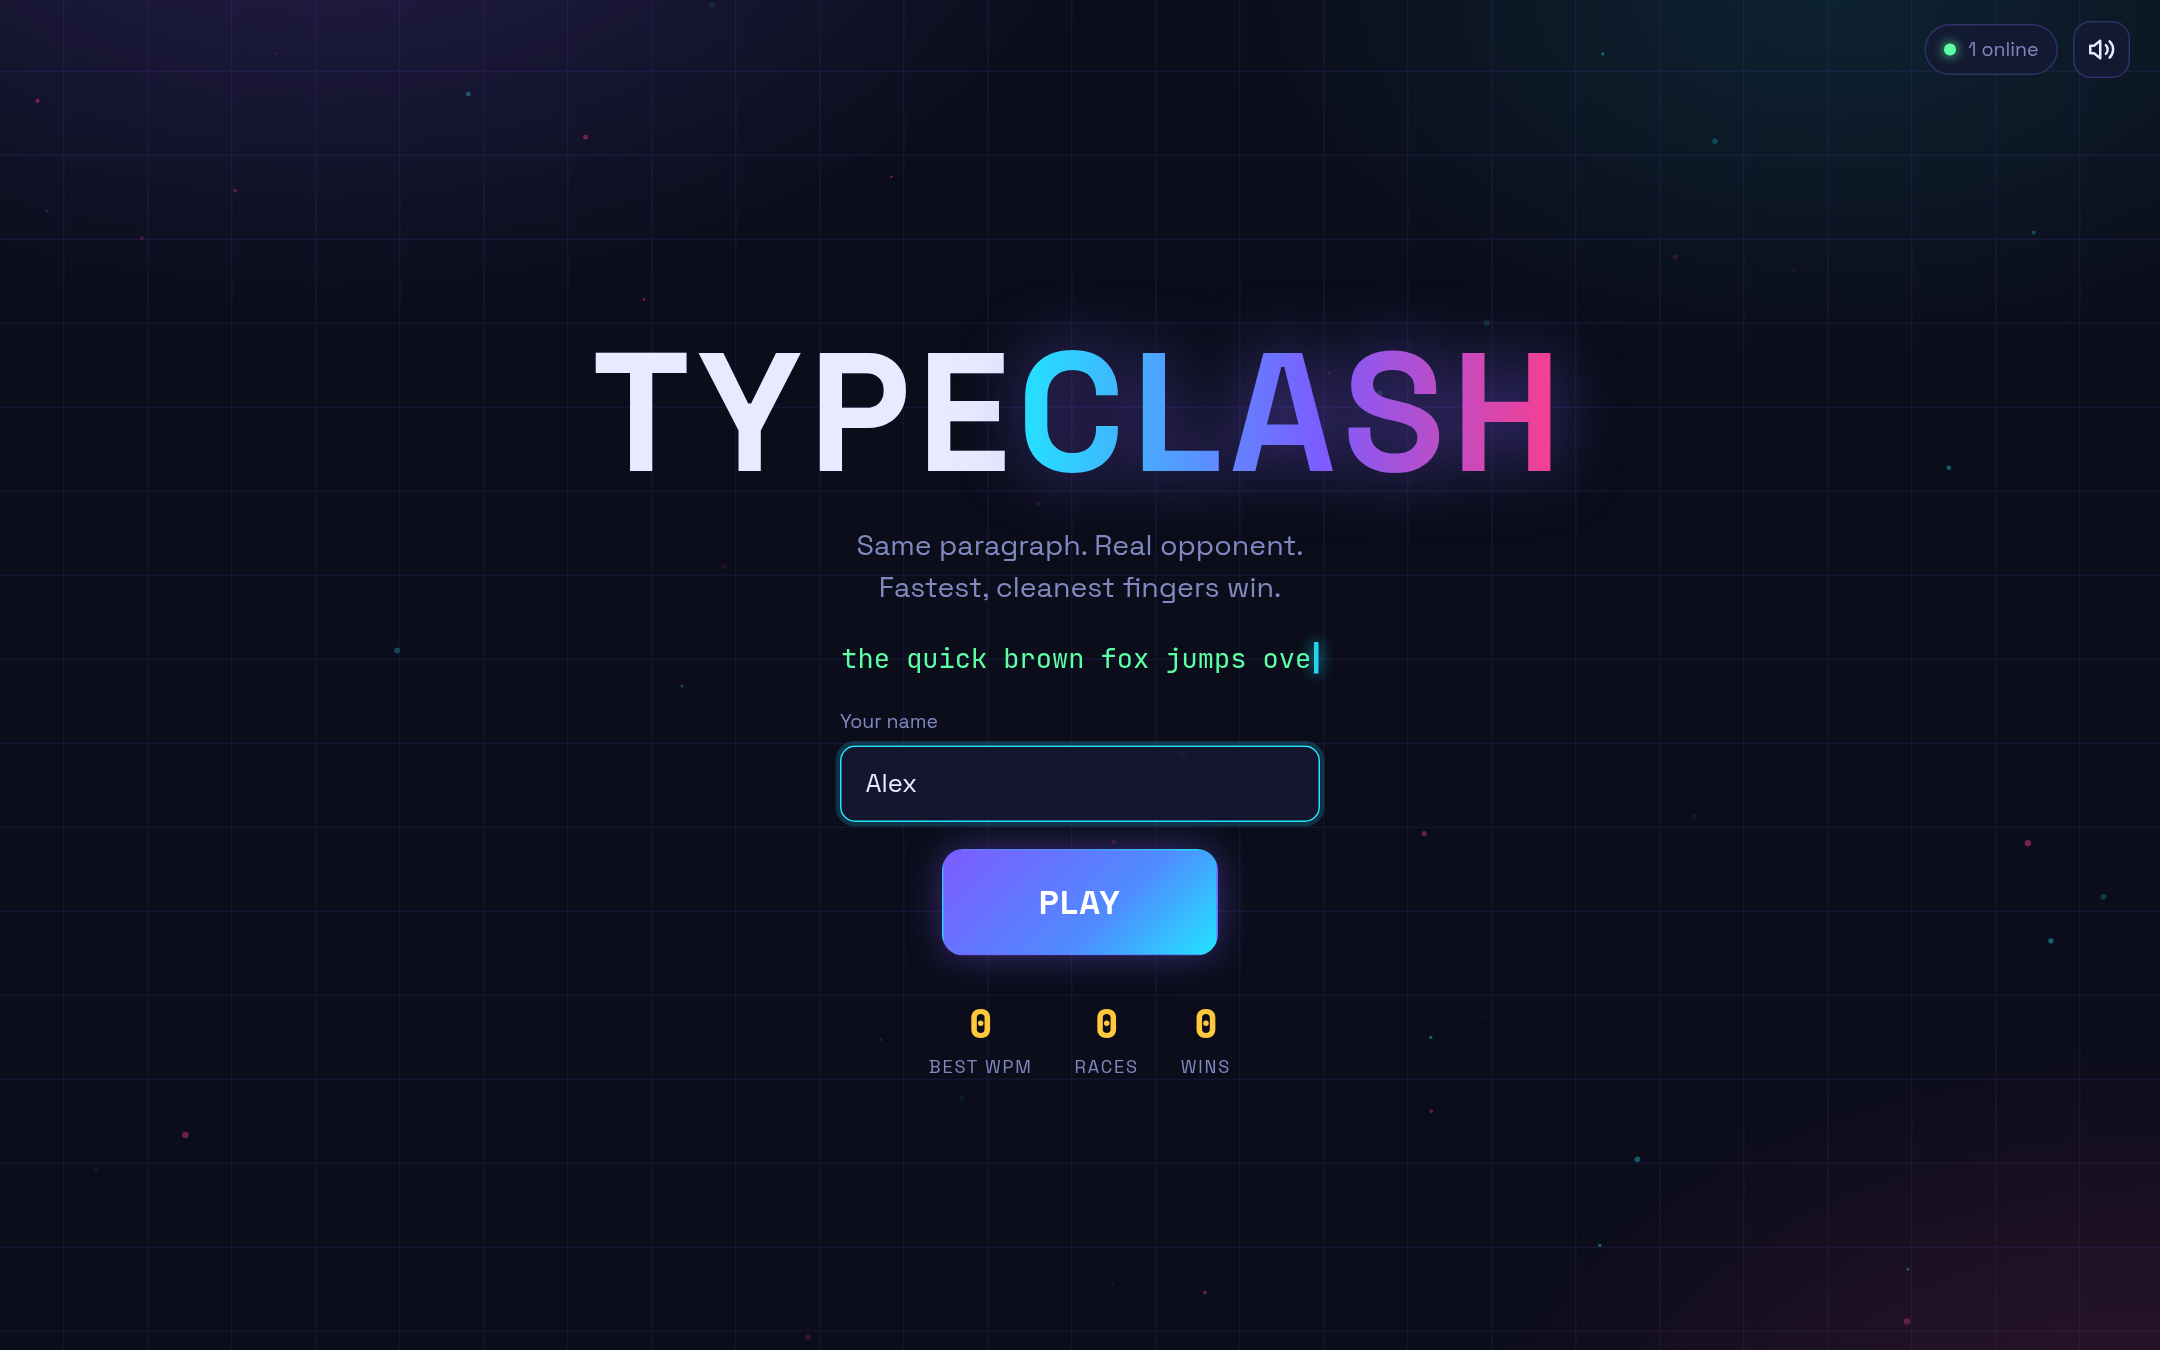 1 online
TYPECLASH
Same paragraph. Real opponent.
Fastest, cleanest fingers win.
the quick brown fox jumps ove
Your name
Alex
PLAY
0 0 0
BEST WPM RACES WINS